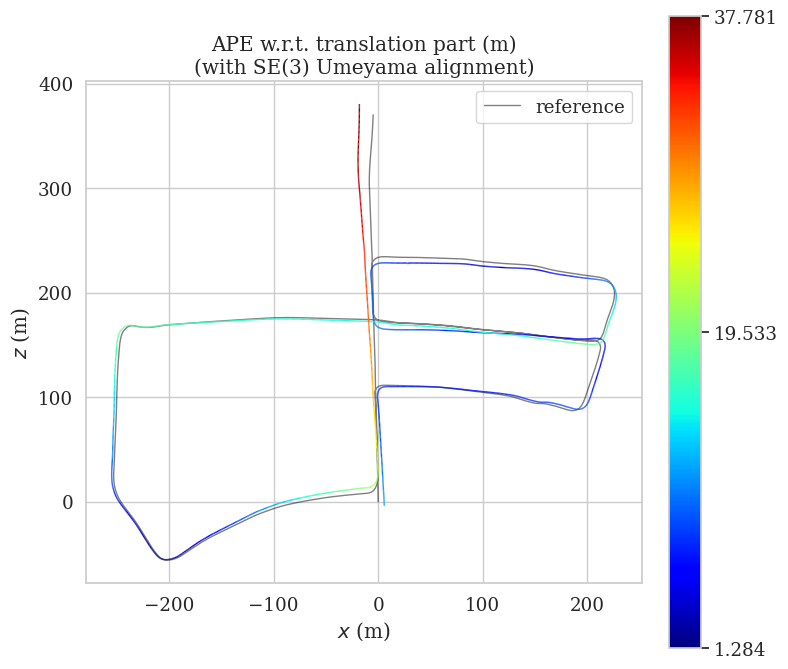 APE w.r.t. translation part (m)
(with SE(3) Umeyama alignment)
37.781
19.533
1.284
reference
400
300
200
100
0
z (m)
−200
−100
0
100
200
x (m)